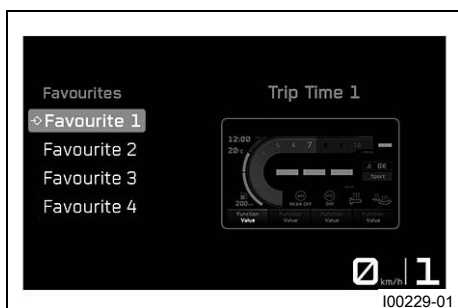 Favourites
Trip Time 1
Favourite 1
Favourite 2
Favourite 3
Favourite 4
12:00
20°c
5 6 7 8 9 10
OK
Sport
200
REAR OFF
OFF
Function Function Function Function
Value Value Value Value
0 km/h 1
I00229-01